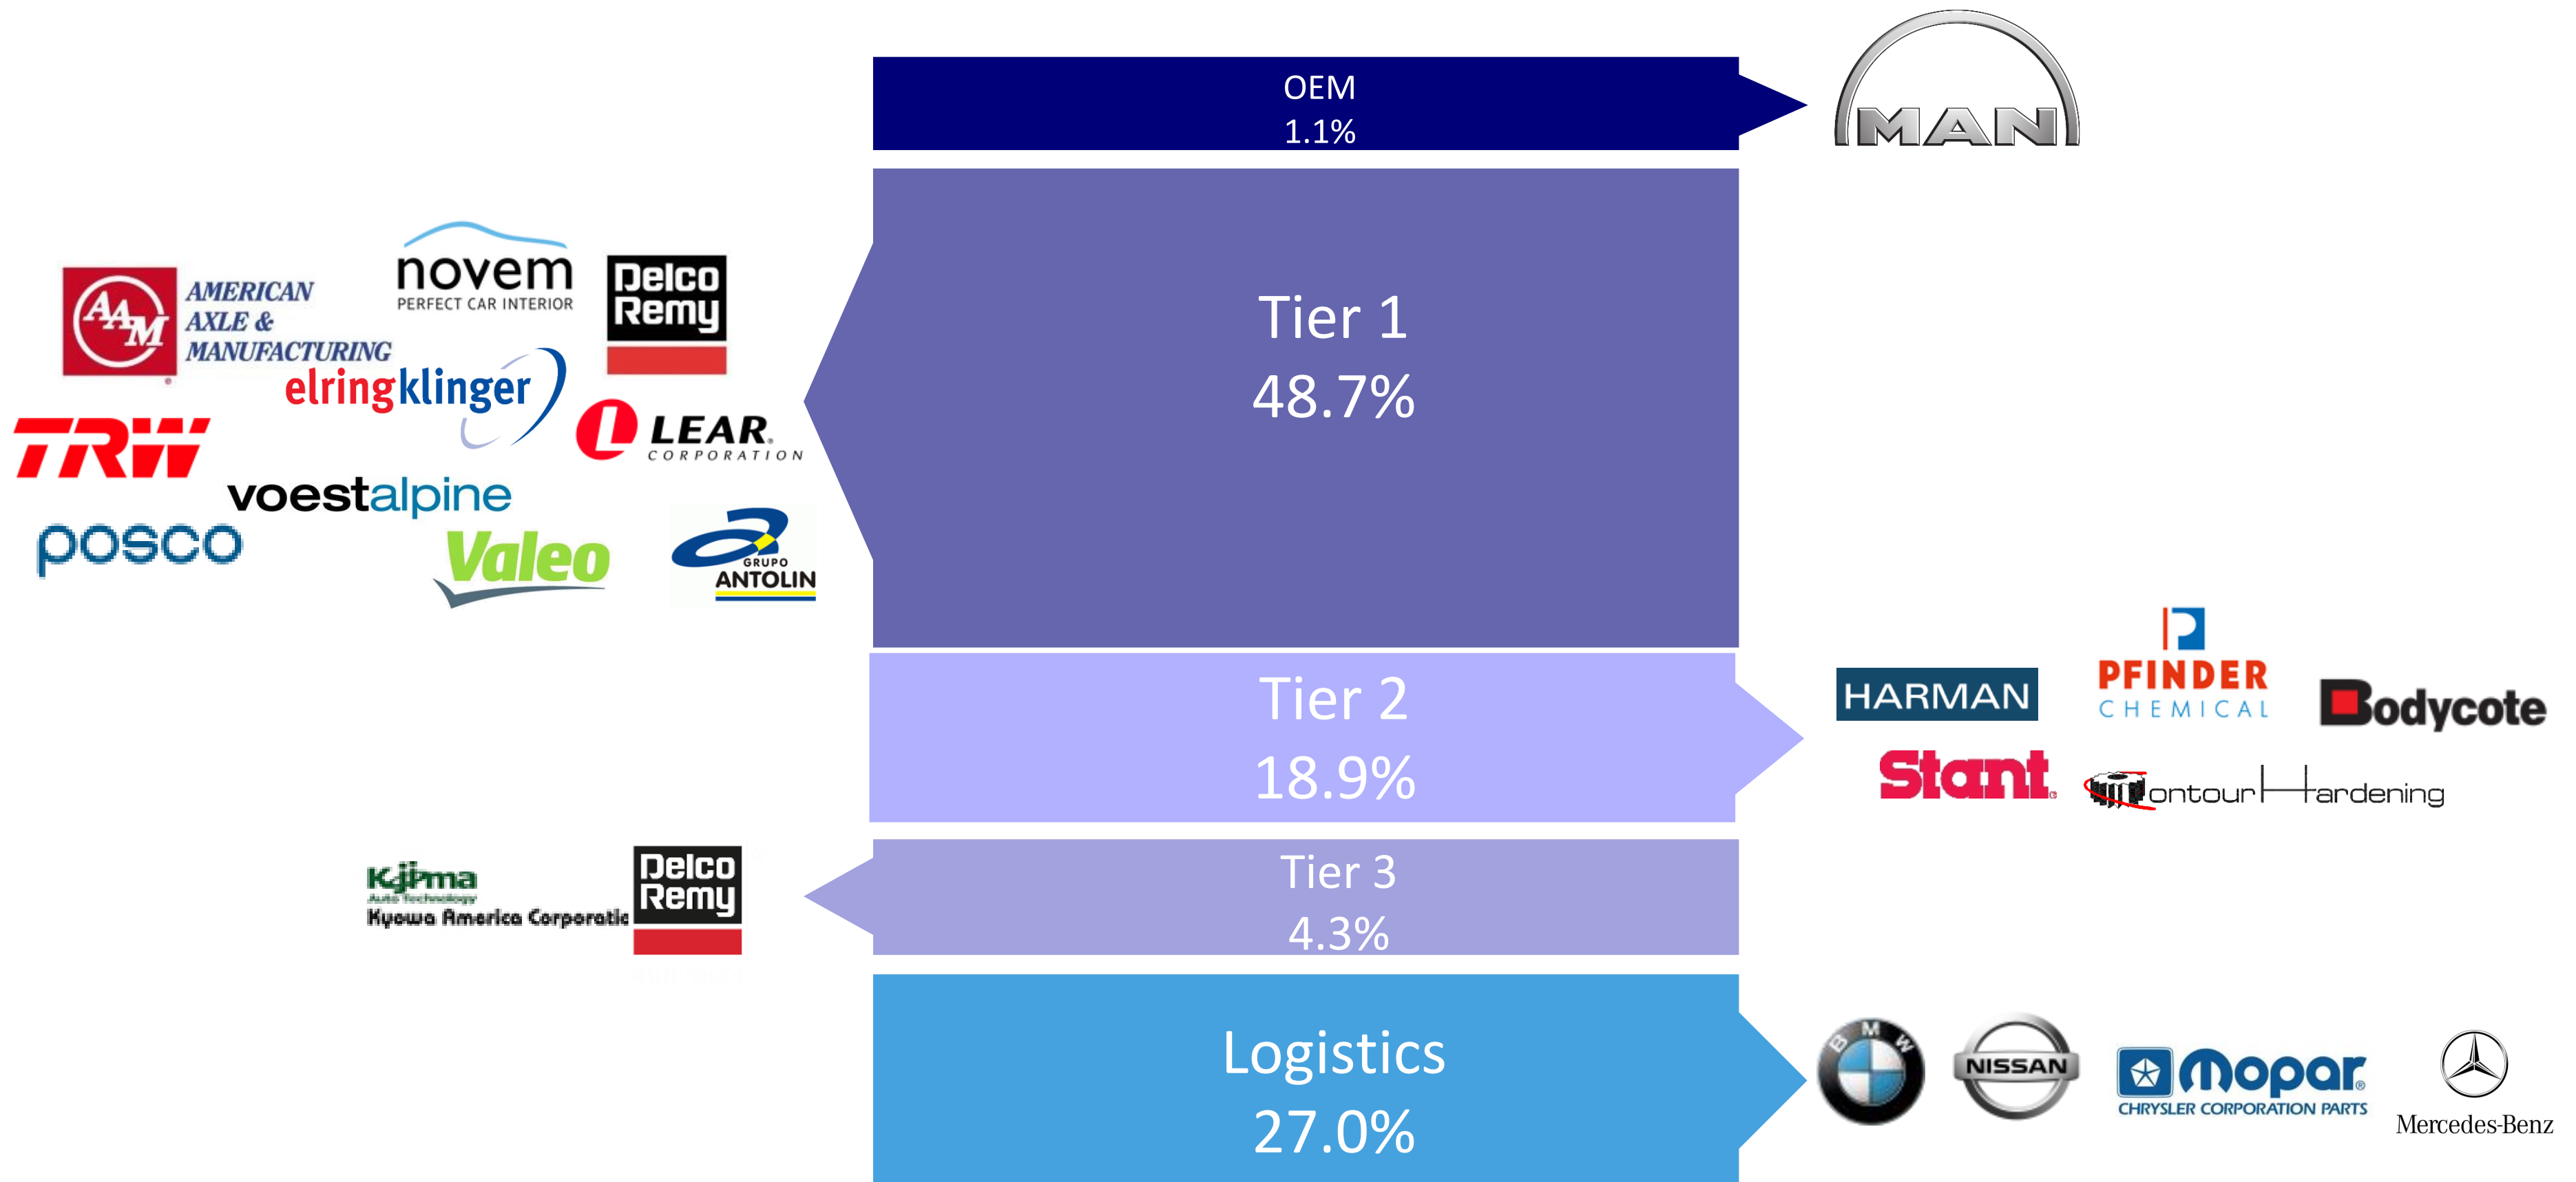 OEM
1.1%
MAN
Tier 1
48.7%
AAM
AMERICAN
AXLE &
MANUFACTURING
novem
PERFECT CAR INTERIOR
Delco
Remy
elringklinger
TRW
L LEAR®
CORPORATION
voestalpine
posco
Valeo
GRUPO
ANTOLIN
Tier 2
18.9%
HARMAN
PFINDER
CHEMICAL
Bodycote
Stant®
Contour Hardening
Tier 3
4.3%
Auto Technology
Kyowa America Corporatio
Delco
Remy
Logistics
27.0%
BMW
NISSAN
mopar®
CHRYSLER CORPORATION PARTS
Mercedes-Benz